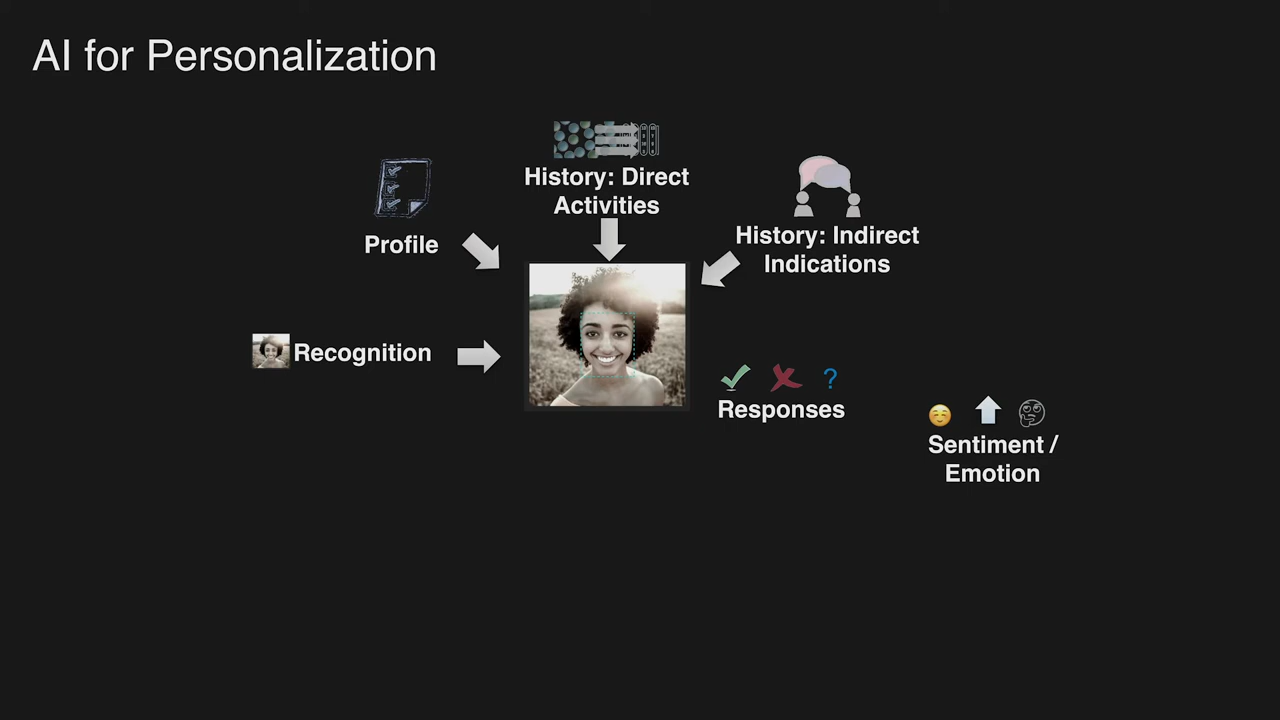 AI for Personalization
History: Direct
Activities
Profile
History: Indirect
Indications
Recognition
?
Responses
Sentiment /
Emotion